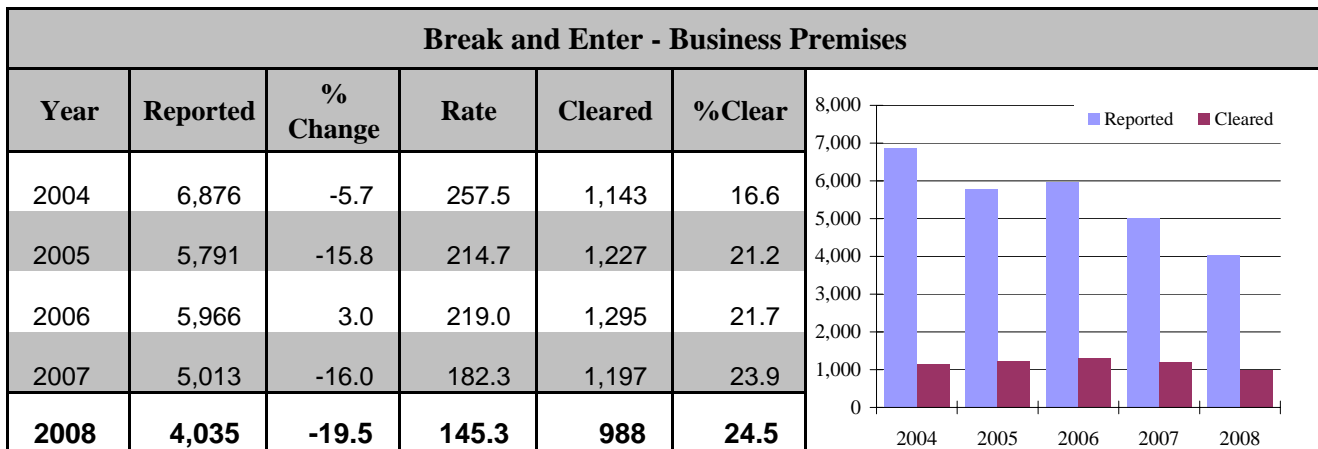 Break and Enter - Business Premises
Year Reported % Change Rate Cleared %Clear
2004 6,876 -5.7 257.5 1,143 16.6
2005 5,791 -15.8 214.7 1,227 21.2
2006 5,966 3.0 219.0 1,295 21.7
2007 5,013 -16.0 182.3 1,197 23.9
2008 4,035 -19.5 145.3 988 24.5
Reported Cleared
8,000
7,000
6,000
5,000
4,000
3,000
2,000
1,000
0
2004 2005 2006 2007 2008